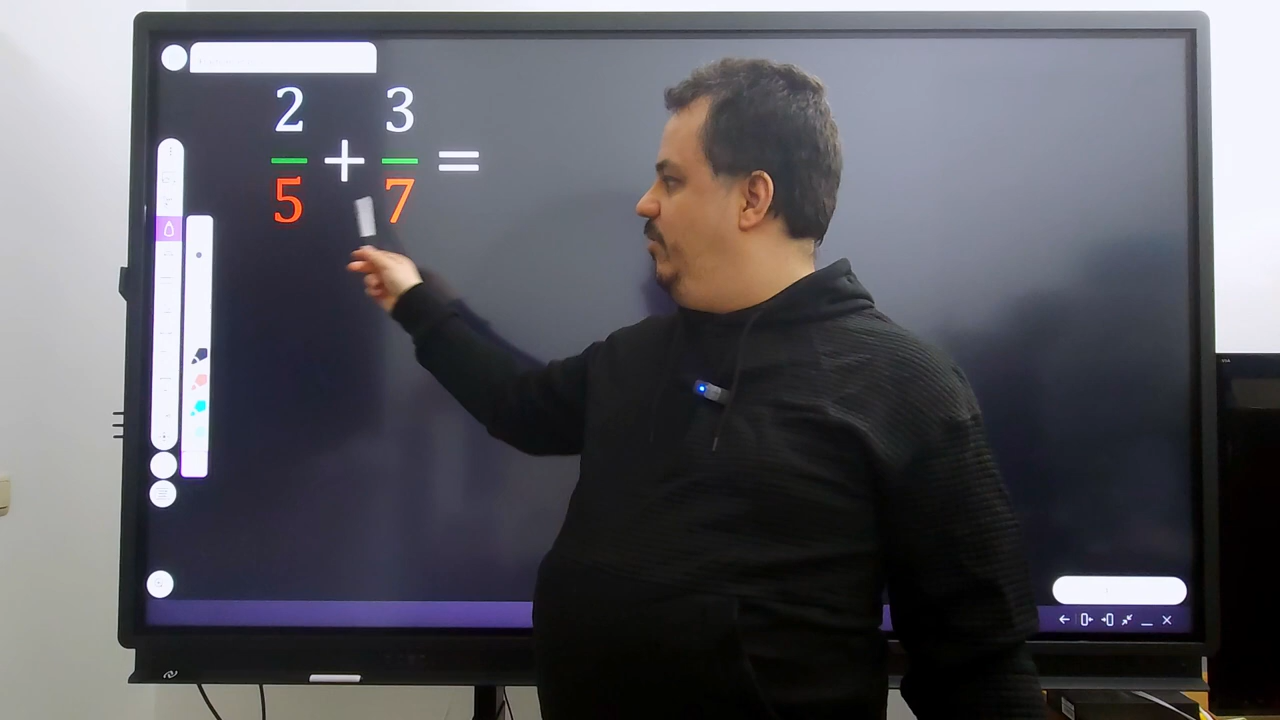 2/5 + 3/7 =